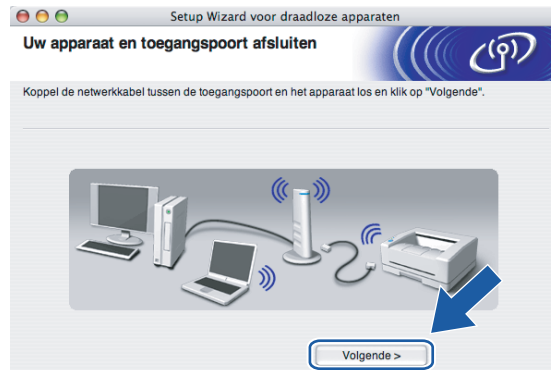 Setup Wizard voor draadloze apparaten
Uw apparaat en toegangspoort afsluiten
Koppel de netwerkkabel tussen de toegangspoort en het apparaat los en klik op "Volgende".
Volgende >